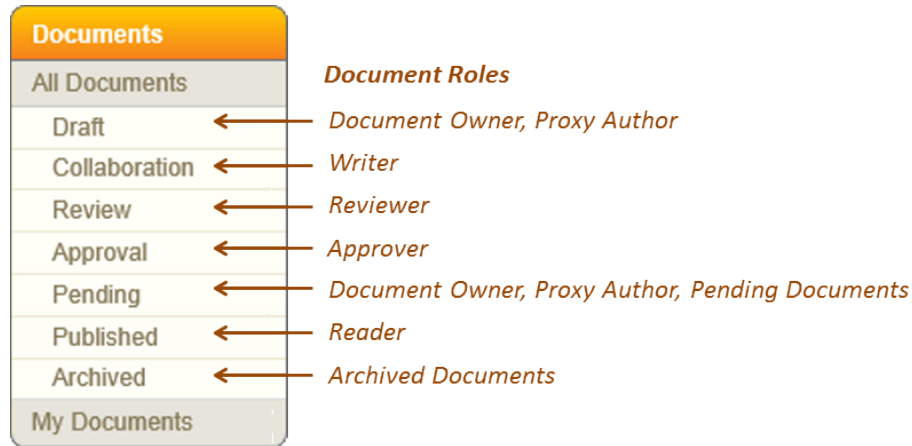 Documents
All Documents
Document Roles
Draft
Document Owner, Proxy Author
Collaboration
Writer
Review
Reviewer
Approval
Approver
Pending
Document Owner, Proxy Author, Pending Documents
Published
Reader
Archived
Archived Documents
My Documents